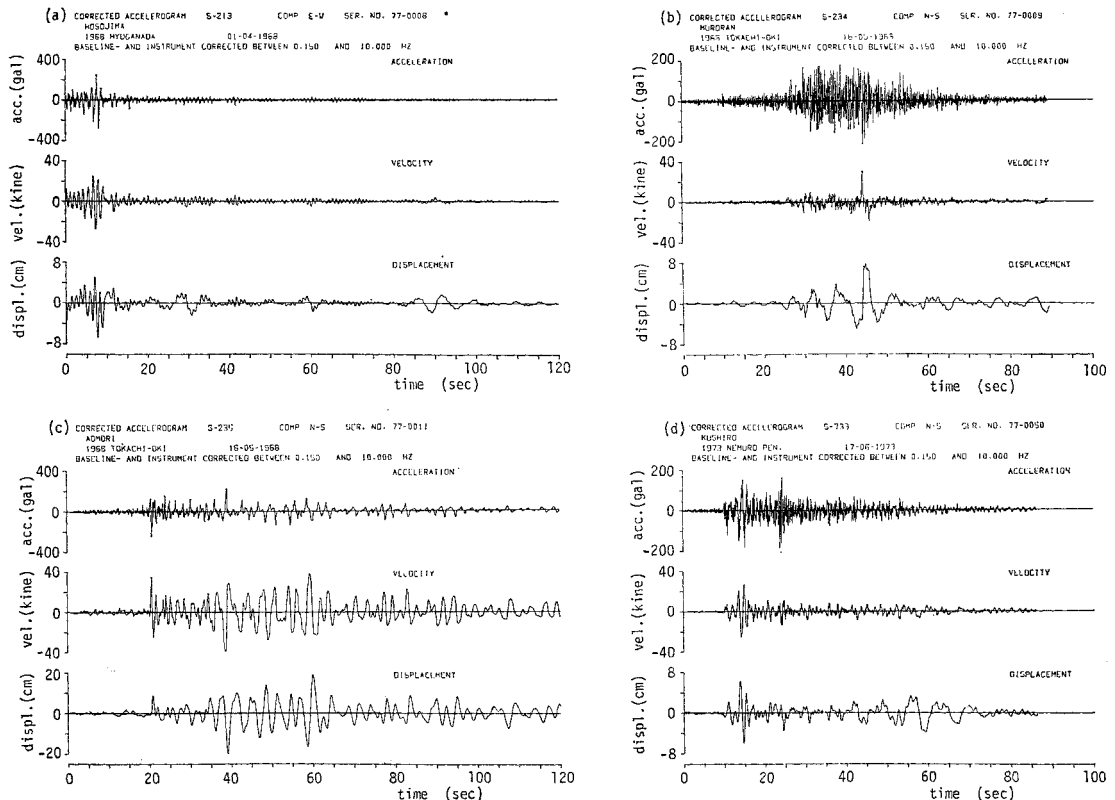 (a) CORRECTED ACCELEROGRAM S-213 COMP E-W SER. NO. 77-0008 *
HOSOJIMA
1968 HYUGANADA 01-04-1968
BASELINE- AND INSTRUMENT CORRECTED BETWEEN 0.150 AND 10.000 HZ
ACCELERATION
acc.(gal)
400
0
-400
VELOCITY
vel.(kine)
40
0
-40
DISPLACEMENT
displ.(cm)
8
0
-8
0 20 40 60 80 100 120
time (sec)
(b) CORRECTED ACCELEROGRAM S-234 COMP N-S SER. NO. 77-0009
MURORAN
1968 TOKACHI-OKI 16-05-1968
BASELINE- AND INSTRUMENT CORRECTED BETWEEN 0.150 AND 10.000 HZ
ACCELERATION
acc.(gal)
200
0
-200
VELOCITY
vel.(kine)
40
0
-40
DISPLACEMENT
displ.(cm)
8
0
-8
0 20 40 60 80 100
time (sec)
(c) CORRECTED ACCELEROGRAM S-235 COMP N-S SER. NO. 77-0011
AOMORI
1968 TOKACHI-OKI 16-05-1968
BASELINE- AND INSTRUMENT CORRECTED BETWEEN 0.150 AND 10.000 HZ
ACCELERATION
acc.(gal)
400
0
-400
VELOCITY
vel.(kine)
40
0
-40
DISPLACEMENT
displ.(cm)
20
0
-20
0 20 40 60 80 100 120
time (sec)
(d) CORRECTED ACCELEROGRAM S-733 COMP N-S SER. NO. 77-0050
KUSHIRO
1973 NEMURO PEN. 17-06-1973
BASELINE- AND INSTRUMENT CORRECTED BETWEEN 0.150 AND 10.000 HZ
ACCELERATION
acc.(gal)
200
0
-200
VELOCITY
vel.(kine)
40
0
-40
DISPLACEMENT
displ.(cm)
8
0
-8
0 20 40 60 80 100
time (sec)